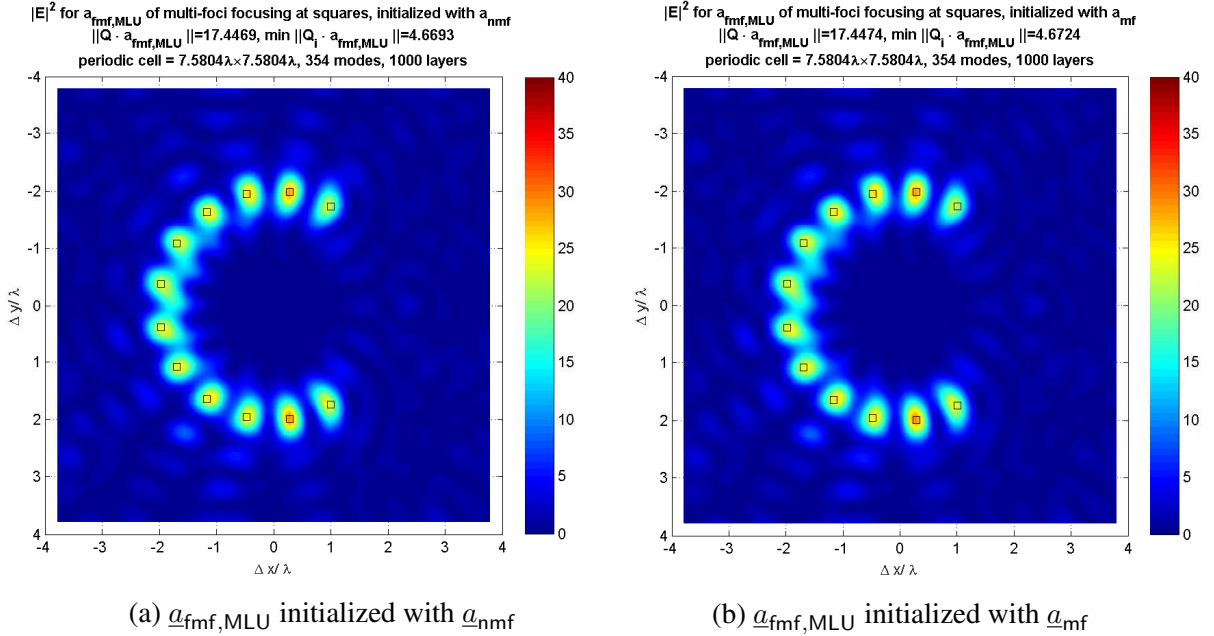 |E|² for a_fmf,MLU of multi-foci focusing at squares, initialized with a_nmf
||Q · a_fmf,MLU||=17.4469, min ||Q_i · a_fmf,MLU||=4.6693
periodic cell = 7.5804λ×7.5804λ, 354 modes, 1000 layers
-4
-3
-2
-1
0
1
2
3
4
Δ y/ λ
-4 -3 -2 -1 0 1 2 3 4
Δ x/ λ
40
35
30
25
20
15
10
5
0
(a) a_fmf,MLU initialized with a_nmf
|E|² for a_fmf,MLU of multi-foci focusing at squares, initialized with a_mf
||Q · a_fmf,MLU||=17.4474, min ||Q_i · a_fmf,MLU||=4.6724
periodic cell = 7.5804λ×7.5804λ, 354 modes, 1000 layers
-4
-3
-2
-1
0
1
2
3
4
Δ y/ λ
-4 -3 -2 -1 0 1 2 3 4
Δ x/ λ
40
35
30
25
20
15
10
5
0
(b) a_fmf,MLU initialized with a_mf